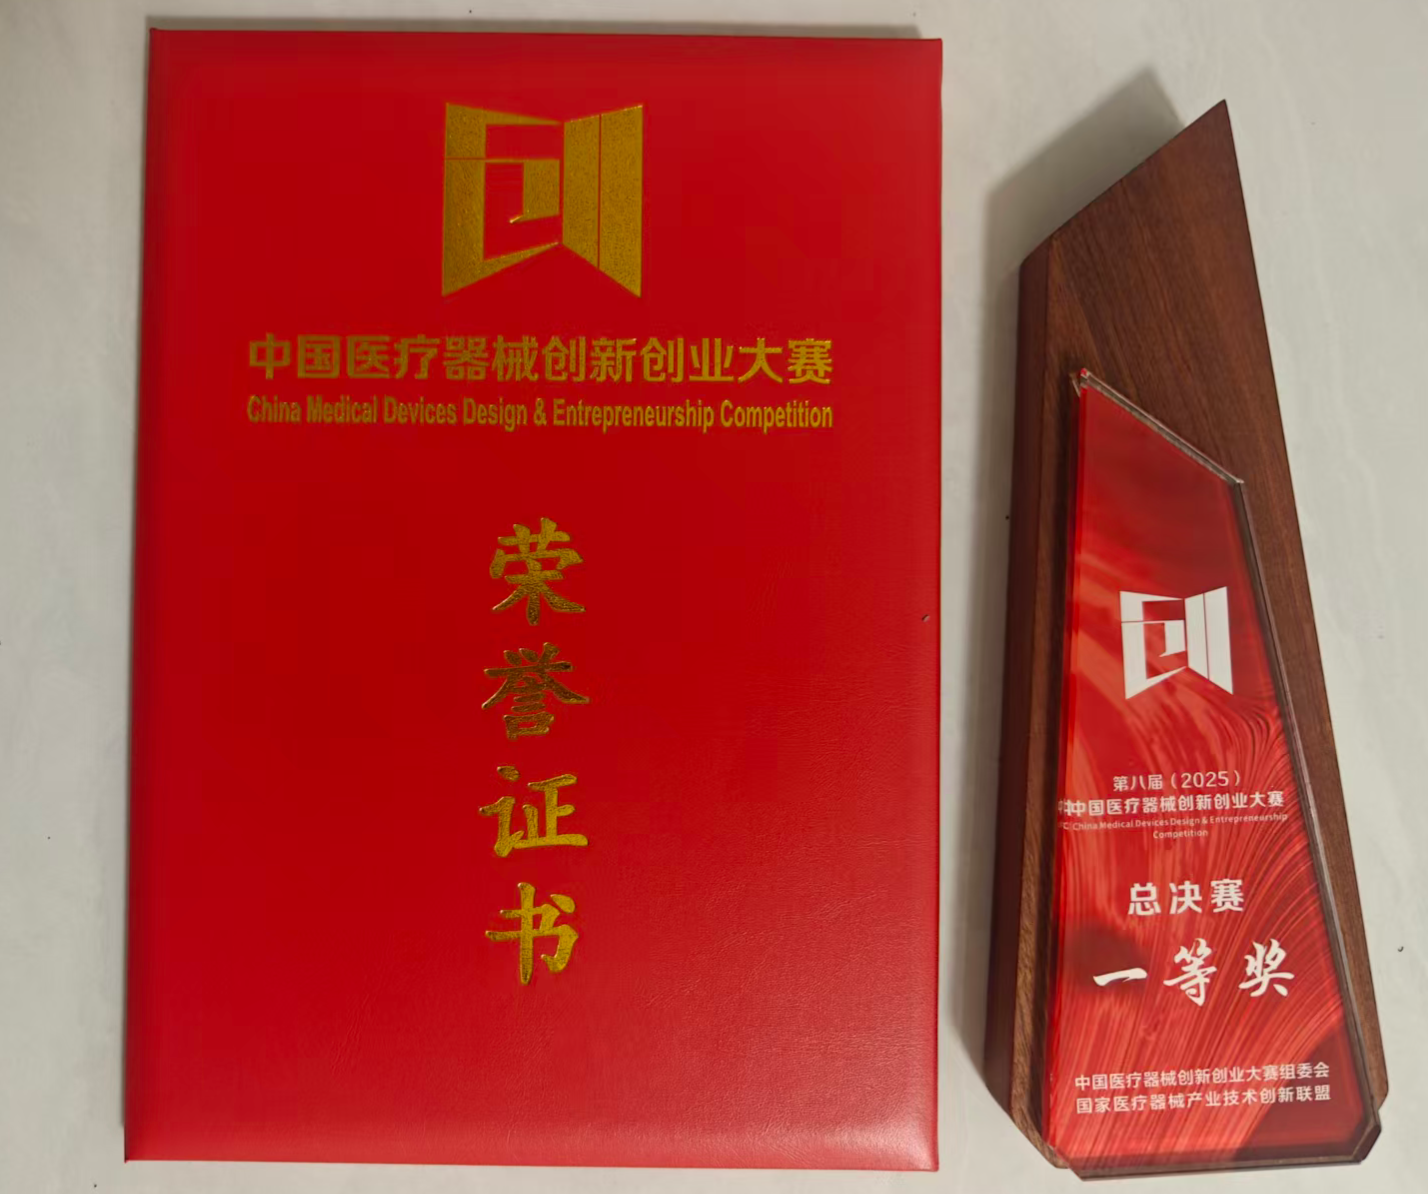 中国医疗器械创新创业大赛
China Medical Devices Design & Entrepreneurship Competition
荣
誉
证
书
第八届（2025）
中国医疗器械创新创业大赛
China Medical Devices Design & Entrepreneurship
Competition
总决赛
一等奖
中国医疗器械创新创业大赛组委会
国家医疗器械产业技术创新联盟